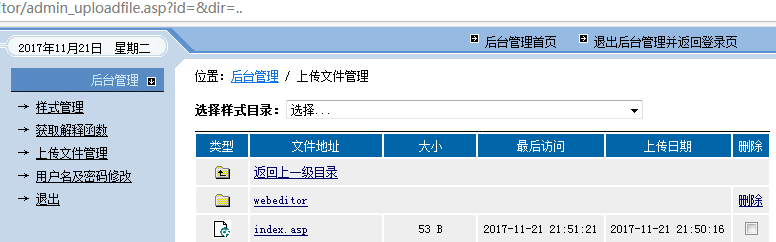 tor/admin_uploadfile.asp?id=&dir=..
2017年11月21日 星期二
后台管理首页 退出后台管理并返回登录页
后台管理
样式管理
获取解释函数
上传文件管理
用户名及密码修改
退出
位置：后台管理 / 上传文件管理
选择样式目录： 选择...
类型 文件地址 大小 最后访问 上传日期 删除
返回上一级目录
webeditor 删除
index.asp 53 B 2017-11-21 21:51:21 2017-11-21 21:50:16